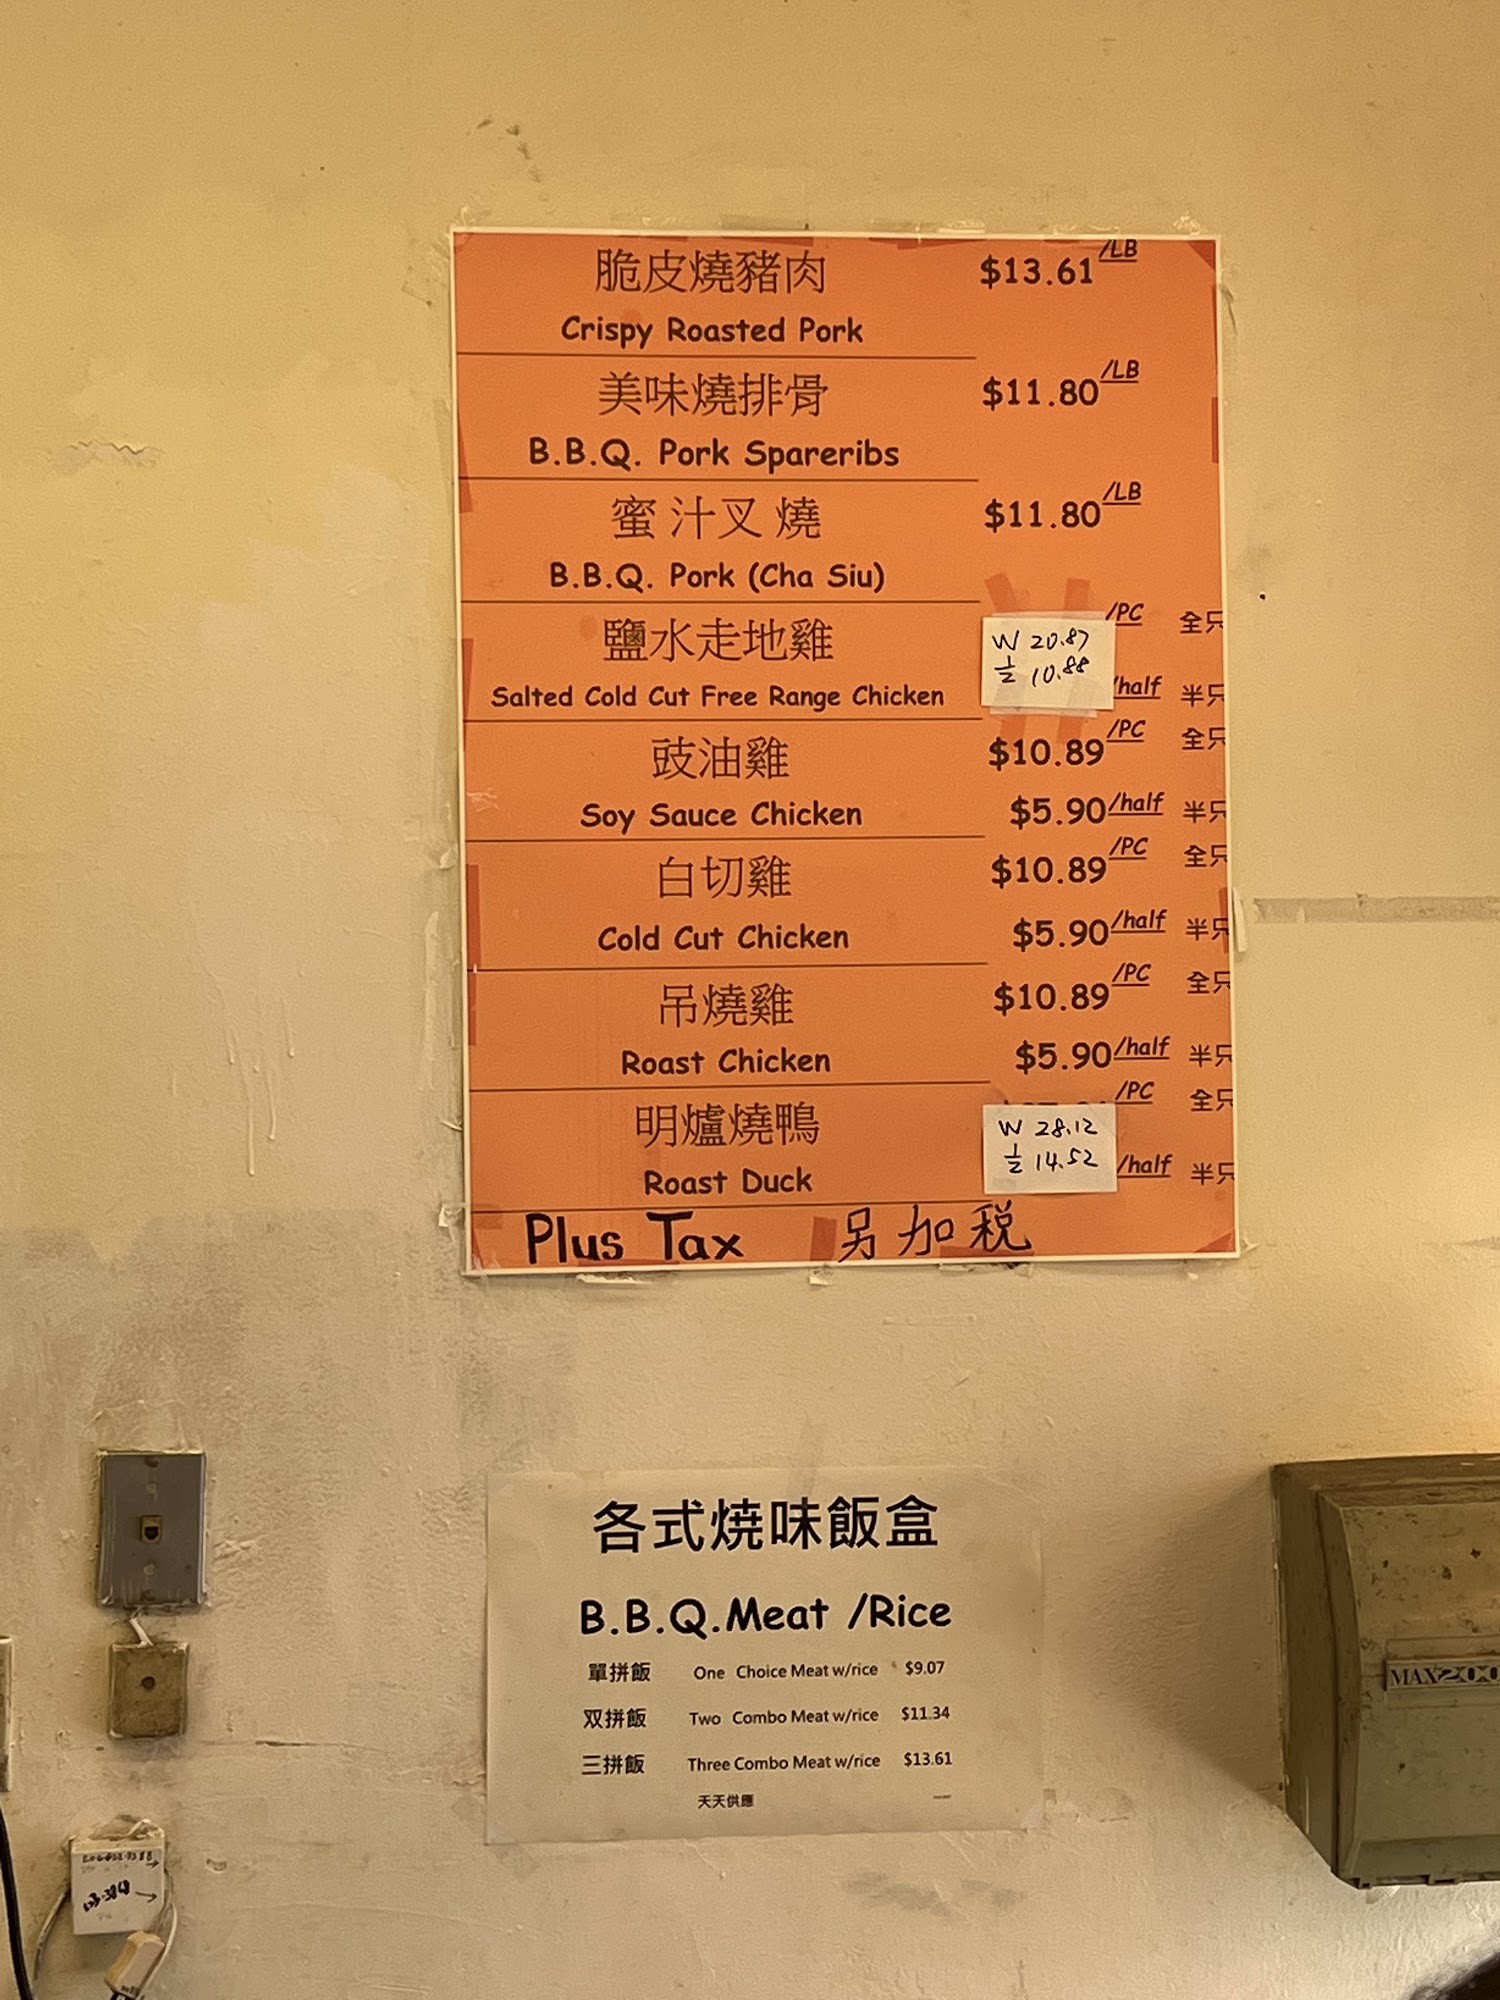 脆皮燒豬肉 $13.61/LB
Crispy Roasted Pork
美味燒排骨 $11.80/LB
B.B.Q. Pork Spareribs
蜜汁叉燒 $11.80/LB
B.B.Q. Pork (Cha Siu)
鹽水走地雞 W 20.87 /PC 全只
Salted Cold Cut Free Range Chicken ½ 10.88 /half 半只
豉油雞 $10.89/PC 全只
Soy Sauce Chicken $5.90/half 半只
白切雞 $10.89/PC 全只
Cold Cut Chicken $5.90/half 半只
吊燒雞 $10.89/PC 全只
Roast Chicken $5.90/half 半只
明爐燒鴨 W 28.12 /PC 全只
Roast Duck ½ 14.52 /half 半只
Plus Tax 另加税
各式燒味飯盒
B.B.Q.Meat /Rice
單拼飯 One Choice Meat w/rice $9.07
双拼飯 Two Combo Meat w/rice $11.34
三拼飯 Three Combo Meat w/rice $13.61
天天供應
MAX200